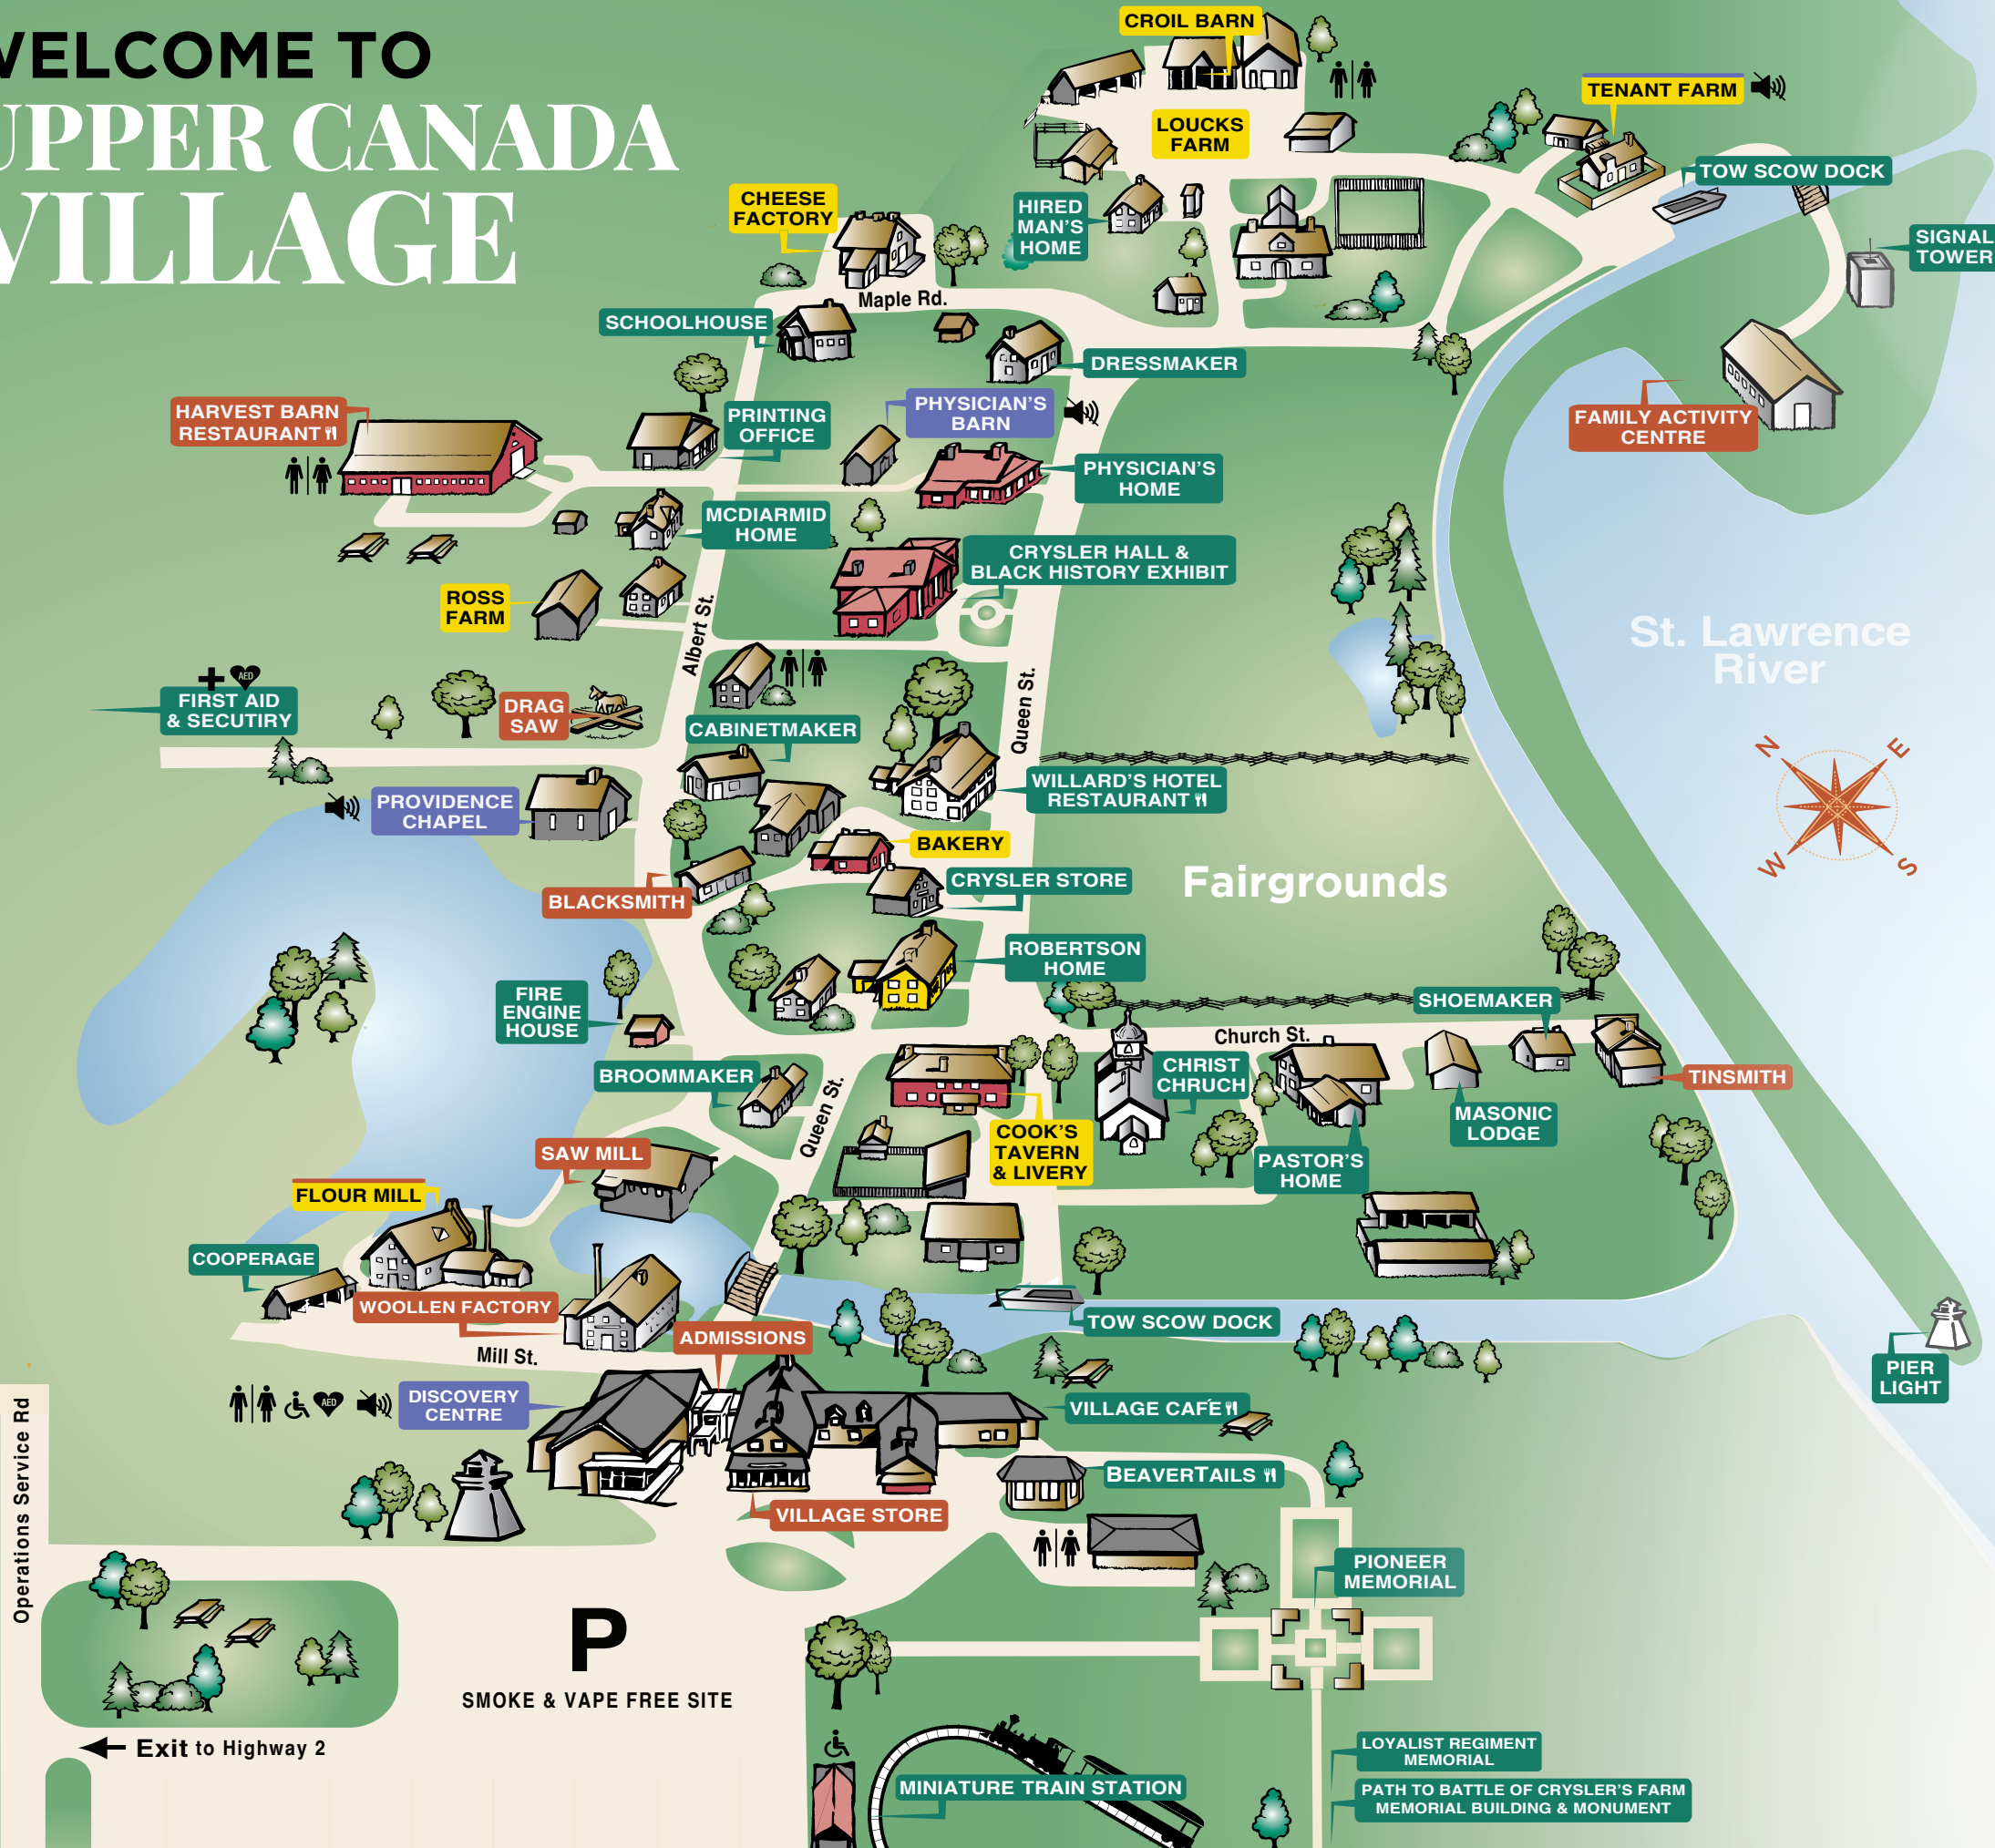 WELCOME TO
UPPER CANADA
VILLAGE
CROIL BARN
TENANT FARM
LOUCKS
FARM
TOW SCOW DOCK
CHEESE
FACTORY
HIRED
MAN'S
HOME
SIGNAL
TOWER
Maple Rd.
SCHOOLHOUSE
DRESSMAKER
HARVEST BARN
RESTAURANT
PRINTING
OFFICE
PHYSICIAN'S
BARN
FAMILY ACTIVITY
CENTRE
PHYSICIAN'S
HOME
MCDIARMID
HOME
CRYSLER HALL &
BLACK HISTORY EXHIBIT
ROSS
FARM
Albert St.
St. Lawrence
River
AED
FIRST AID
& SECUTIRY
DRAG
SAW
Queen St.
CABINETMAKER
N
E
W
S
WILLARD'S HOTEL
RESTAURANT
PROVIDENCE
CHAPEL
BAKERY
Fairgrounds
CRYSLER STORE
BLACKSMITH
ROBERTSON
HOME
FIRE
ENGINE
HOUSE
SHOEMAKER
Church St.
BROOMMAKER
CHRIST
CHRUCH
TINSMITH
Queen St.
MASONIC
LODGE
COOK'S
TAVERN
& LIVERY
SAW MILL
PASTOR'S
HOME
FLOUR MILL
COOPERAGE
WOOLLEN FACTORY
TOW SCOW DOCK
ADMISSIONS
Mill St.
PIER
LIGHT
AED
DISCOVERY
CENTRE
VILLAGE CAFÉ
BEAVERTAILS
VILLAGE STORE
Operations Service Rd
PIONEER
MEMORIAL
P
SMOKE & VAPE FREE SITE
Exit to Highway 2
LOYALIST REGIMENT
MEMORIAL
MINIATURE TRAIN STATION
PATH TO BATTLE OF CRYSLER'S FARM
MEMORIAL BUILDING & MONUMENT